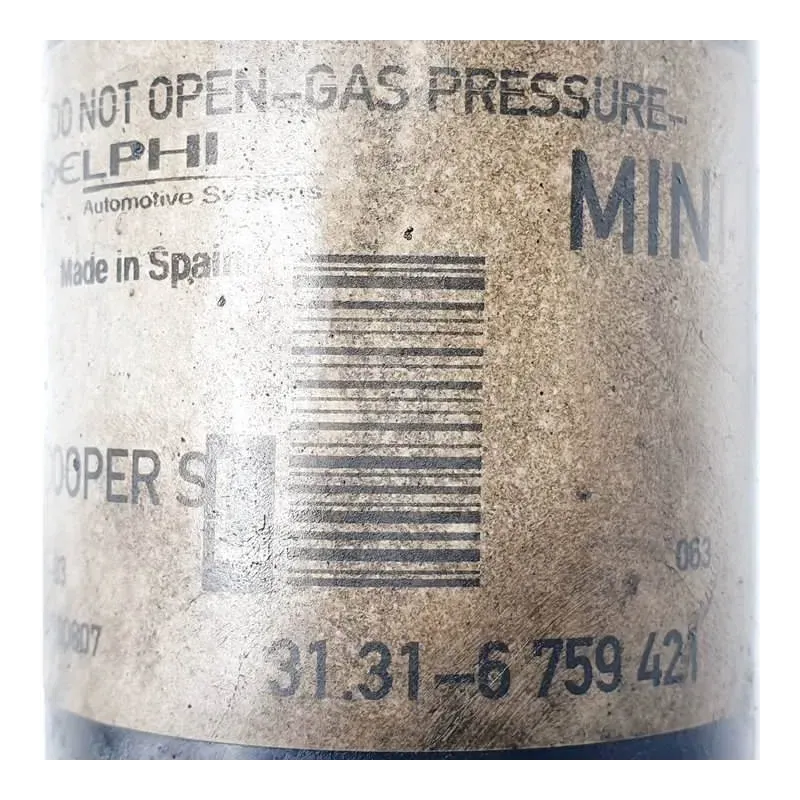 DO NOT OPEN-GAS PRESSURE-
DELPHI
Automotive Systems
MINI
Made in Spain
COOPER S
063
31.31-6 759 421